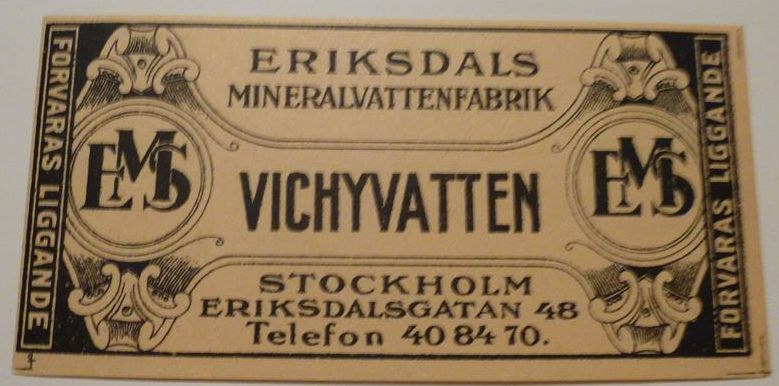 FÖRVARAS LIGGANDE
ERIKSDALS
MINERALVATTENFABRIK
EMS
VICHYVATTEN
EMS
STOCKHOLM
ERIKSDALSGATAN 48
Telefon 40 84 70.
FÖRVARAS LIGGANDE